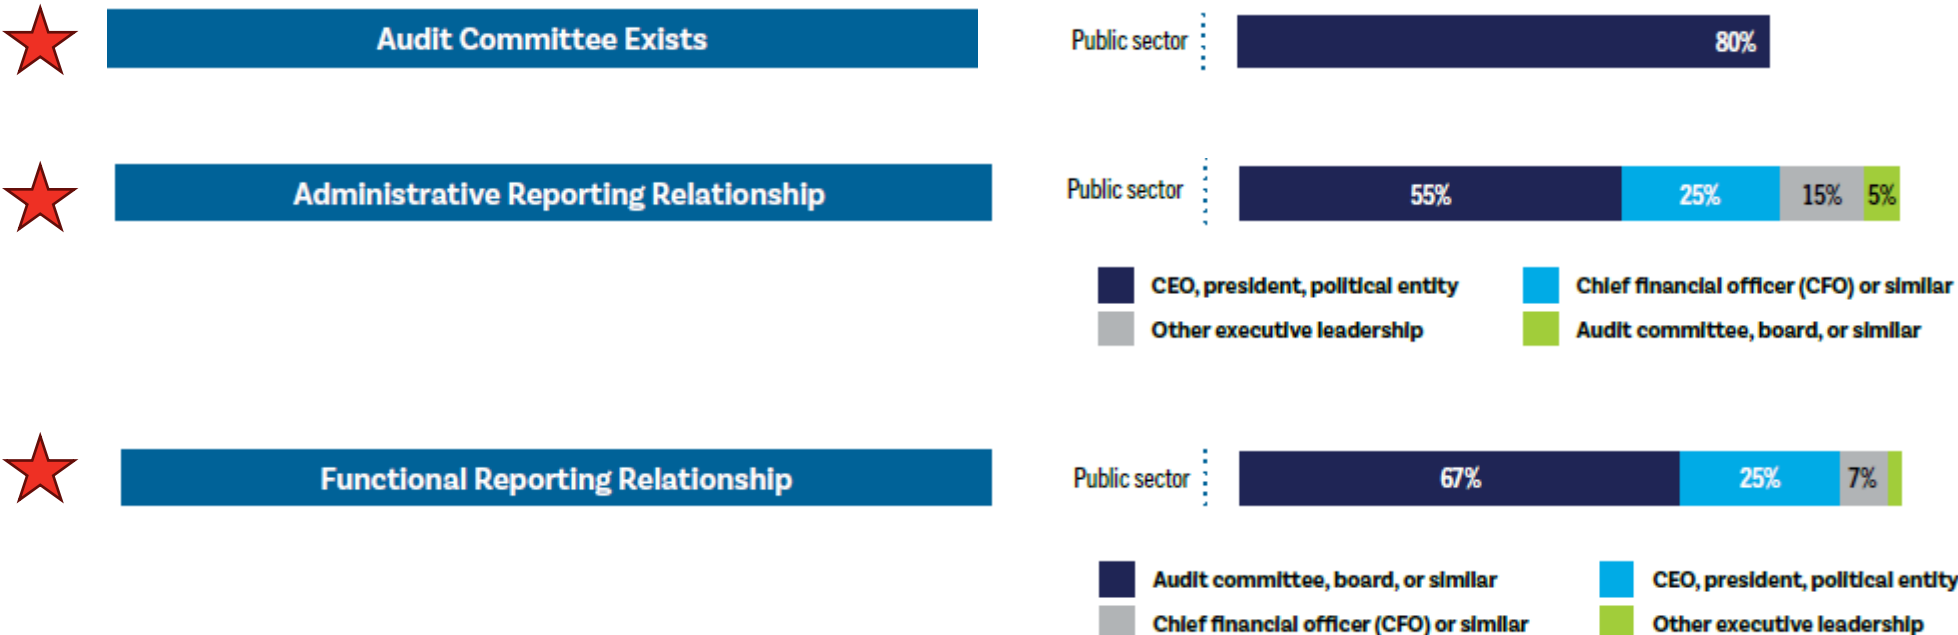 Audit Committee Exists
Public sector
80%
Administrative Reporting Relationship
Public sector
55%
25%
15%
5%
CEO, president, political entity
Chief financial officer (CFO) or similar
Other executive leadership
Audit committee, board, or similar
Functional Reporting Relationship
Public sector
67%
25%
7%
Audit committee, board, or similar
CEO, president, political entity
Chief financial officer (CFO) or similar
Other executive leadership